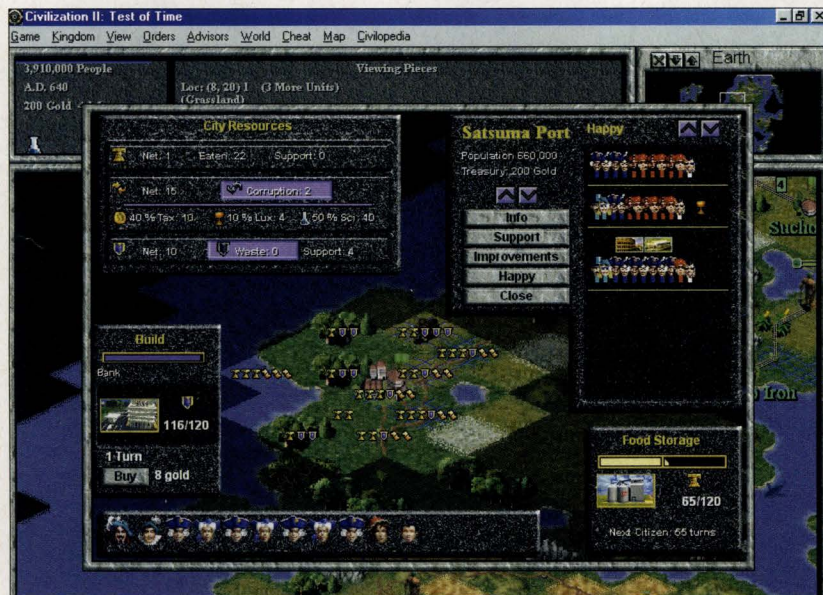 Civilization II: Test of Time
Game Kingdom View Orders Advisors World Cheat Map Civilopedia
3,910,000 People
A.D. 640
200 Gold
Viewing Pieces
Loc: (8, 20) 1 (3 More Units)
(Grassland)
Earth
City Resources
Net: 1 Eaten: 22 Support: 0
Net: 15 Corruption: 2
40 % Tax: 10 10 % Lux: 4 50 % Sci: 40
Net: 10 Waste: 0 Support: 4
Satsuma Port
Population 660,000
Treasury: 200 Gold
Info
Support
Improvements
Happy
Close
Happy
4
Sucho
Iron
Build
Bank
116/120
1 Turn
Buy 8 gold
Food Storage
65/120
Next Citizen: 55 turns